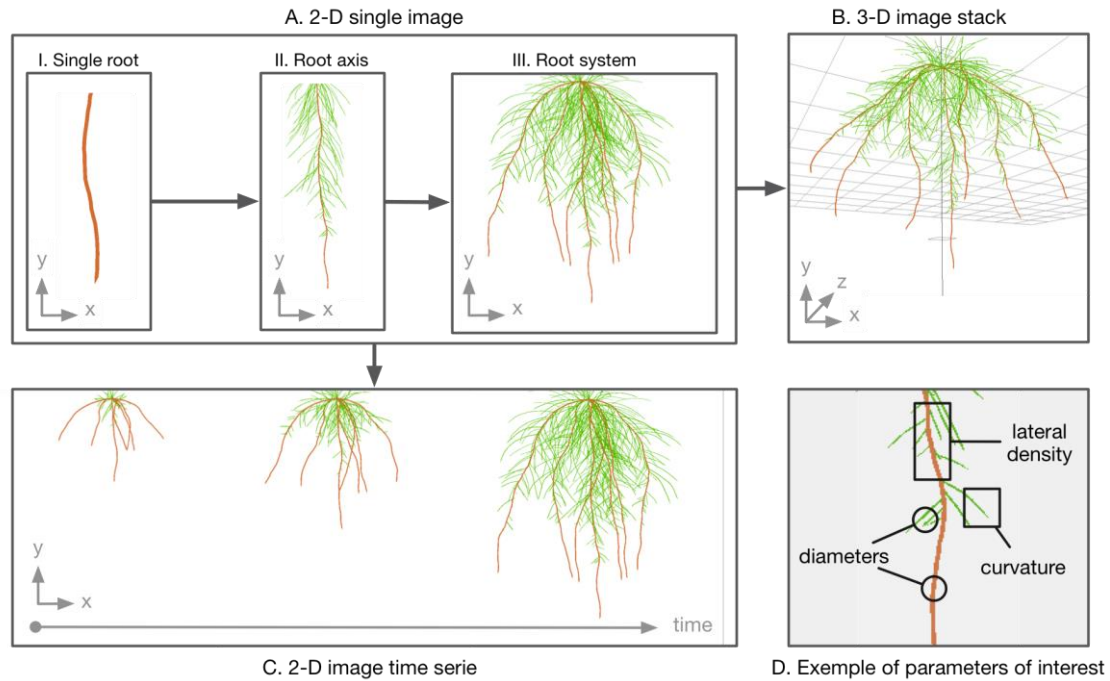 A. 2-D single image
I. Single root
II. Root axis
III. Root system
y
x
y
x
y
x
B. 3-D image stack
y
z
x
y
x
time
C. 2-D image time serie
lateral
density
diameters
curvature
D. Exemple of parameters of interest